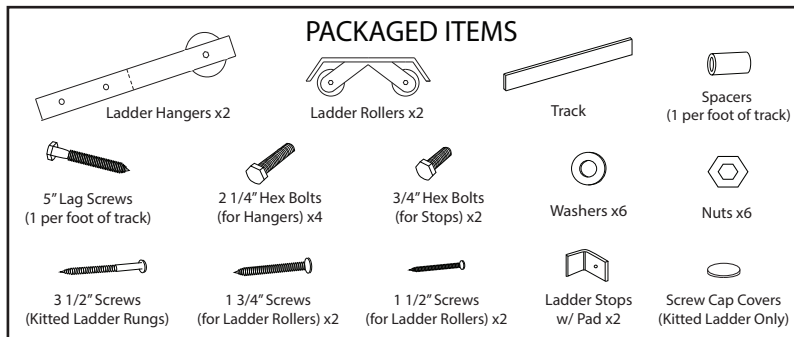 PACKAGED ITEMS
Ladder Hangers x2
Ladder Rollers x2
Track
Spacers
(1 per foot of track)
5” Lag Screws
(1 per foot of track)
2 1/4” Hex Bolts
(for Hangers) x4
3/4” Hex Bolts
(for Stops) x2
Washers x6
Nuts x6
3 1/2” Screws
(Kitted Ladder Rungs)
1 3/4” Screws
(for Ladder Rollers) x2
1 1/2” Screws
(for Ladder Rollers) x2
Ladder Stops
w/ Pad x2
Screw Cap Covers
(Kitted Ladder Only)